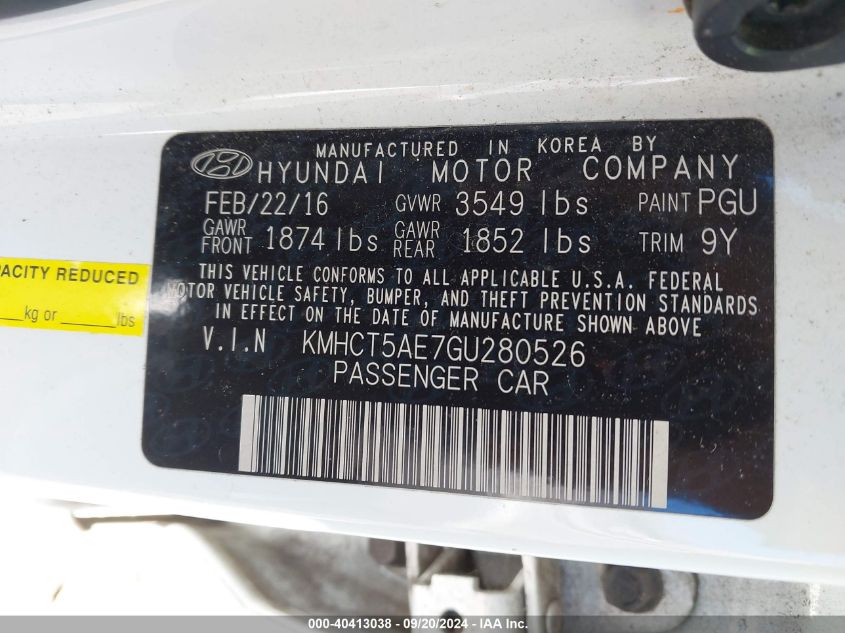 MANUFACTURED IN KOREA BY
HYUNDAI MOTOR COMPANY
FEB/22/16 GVWR 3549 lbs PAINT PGU
GAWR FRONT 1874 lbs GAWR REAR 1852 lbs TRIM 9Y
THIS VEHICLE CONFORMS TO ALL APPLICABLE U.S.A. FEDERAL
MOTOR VEHICLE SAFETY, BUMPER, AND THEFT PREVENTION STANDARDS
IN EFFECT ON THE DATE OF MANUFACTURE SHOWN ABOVE
V.I.N KMHCT5AE7GU280526
PASSENGER CAR
REDUCED
kg or lbs
000-40413038 - 09/20/2024 - IAA Inc.